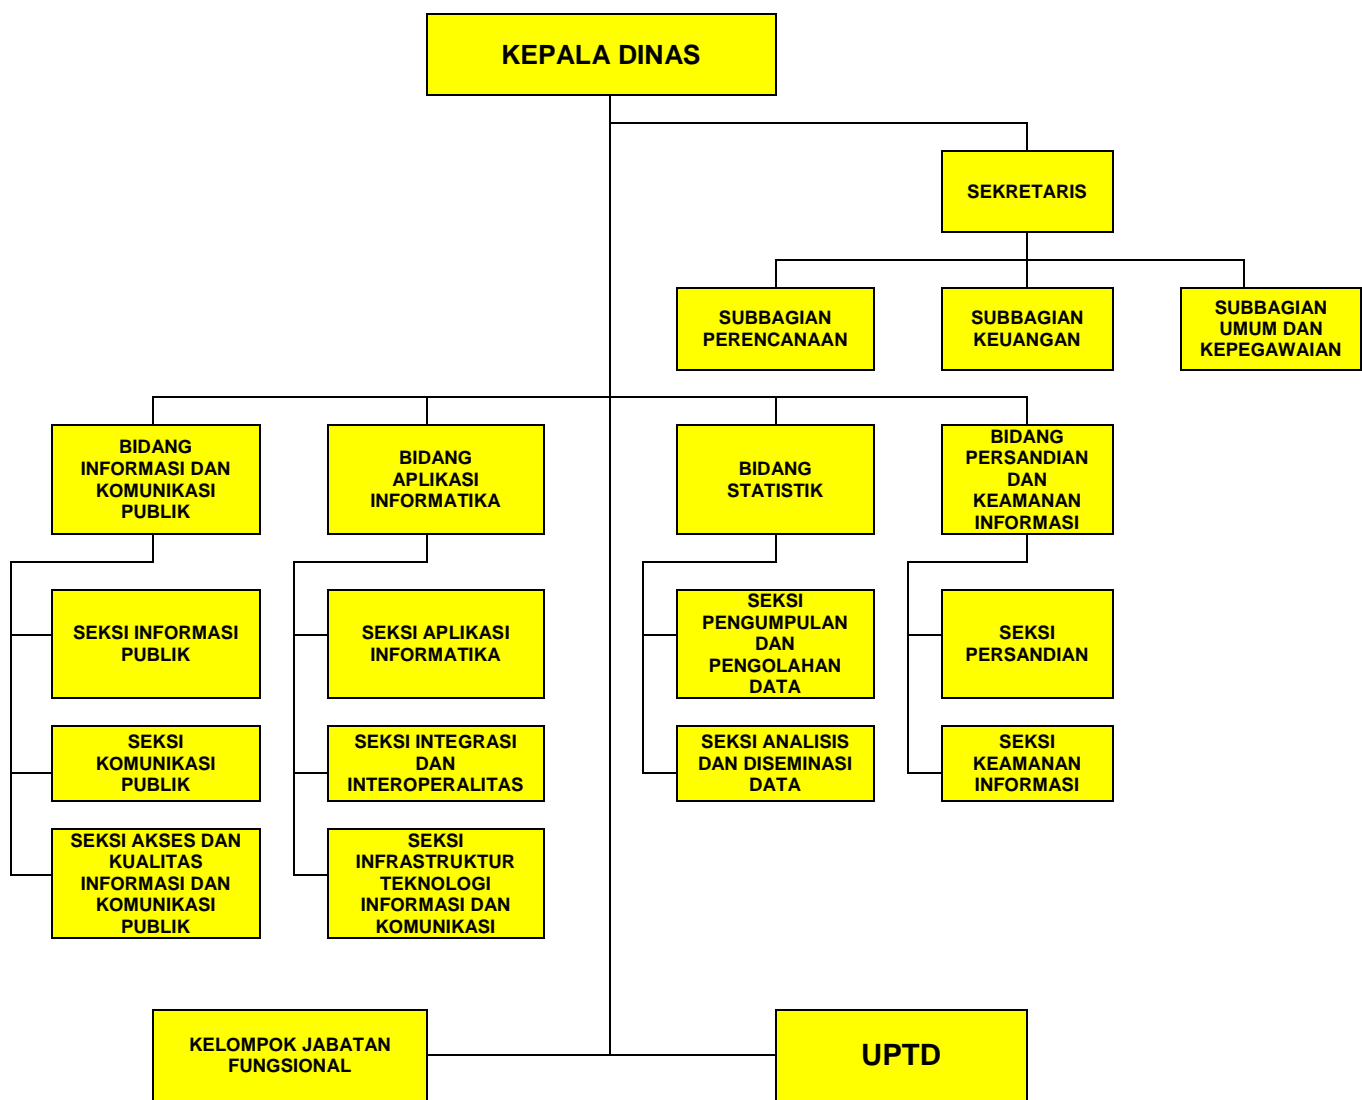 KEPALA DINAS
SEKRETARIS
SUBBAGIAN
PERENCANAAN
SUBBAGIAN
KEUANGAN
SUBBAGIAN
UMUM DAN
KEPEGAWAIAN
BIDANG
INFORMASI DAN
KOMUNIKASI
PUBLIK
BIDANG
APLIKASI
INFORMATIKA
BIDANG
STATISTIK
BIDANG
PERSANDIAN
DAN
KEAMANAN
INFORMASI
SEKSI INFORMASI
PUBLIK
SEKSI APLIKASI
INFORMATIKA
SEKSI
PENGUMPULAN
DAN
PENGOLAHAN
DATA
SEKSI
PERSANDIAN
SEKSI
KOMUNIKASI
PUBLIK
SEKSI INTEGRASI
DAN
INTEROPERALITAS
SEKSI ANALISIS
DAN DISEMINASI
DATA
SEKSI
KEAMANAN
INFORMASI
SEKSI AKSES DAN
KUALITAS
INFORMASI DAN
KOMUNIKASI
PUBLIK
SEKSI
INFRASTRUKTUR
TEKNOLOGI
INFORMASI DAN
KOMUNIKASI
KELOMPOK JABATAN
FUNGSIONAL
UPTD